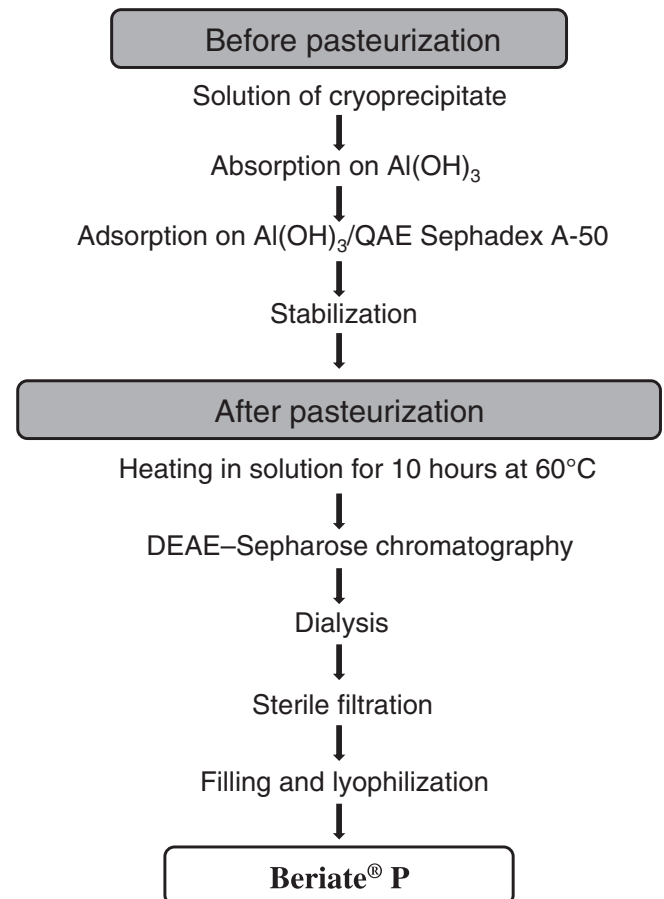 Before pasteurization
Solution of cryoprecipitate
Absorption on Al(OH)₃
Adsorption on Al(OH)₃/QAE Sephadex A-50
Stabilization
After pasteurization
Heating in solution for 10 hours at 60°C
DEAE–Sepharose chromatography
Dialysis
Sterile filtration
Filling and lyophilization
Beriate® P